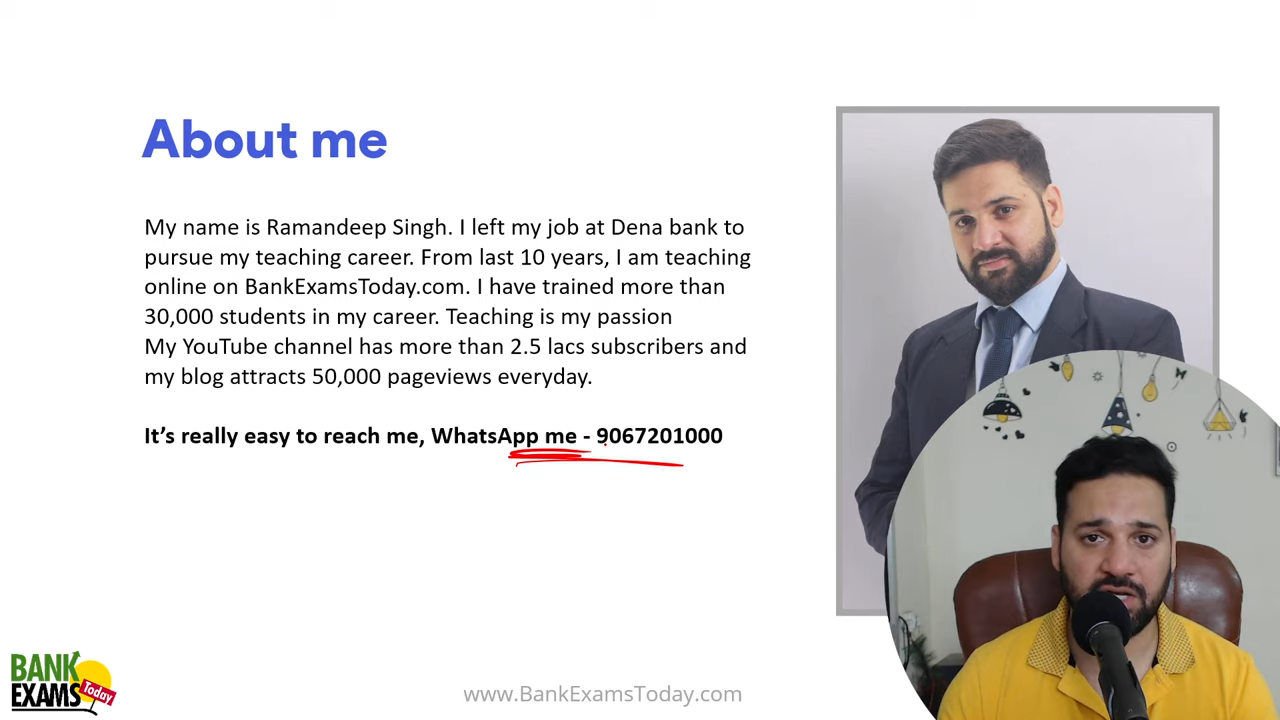 About me
My name is Ramandeep Singh. I left my job at Dena bank to
pursue my teaching career. From last 10 years, I am teaching
online on BankExamsToday.com. I have trained more than
30,000 students in my career. Teaching is my passion
My YouTube channel has more than 2.5 lacs subscribers and
my blog attracts 50,000 pageviews everyday.
It’s really easy to reach me, WhatsApp me - 9067201000
BANK
EXAMS
Today
www.BankExamsToday.com